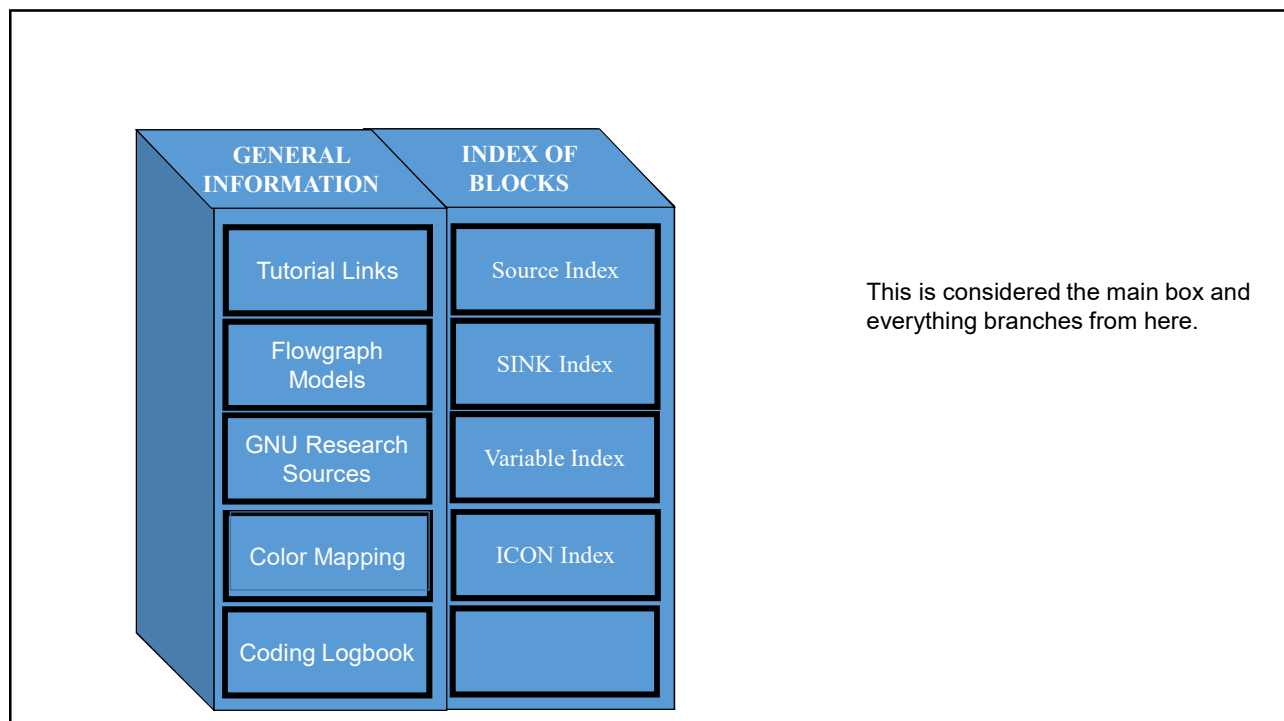 GENERAL
INFORMATION
INDEX OF
BLOCKS
Tutorial Links
Source Index
Flowgraph
Models
SINK Index
GNU Research
Sources
Variable Index
Color Mapping
ICON Index
Coding Logbook
This is considered the main box and
everything branches from here.